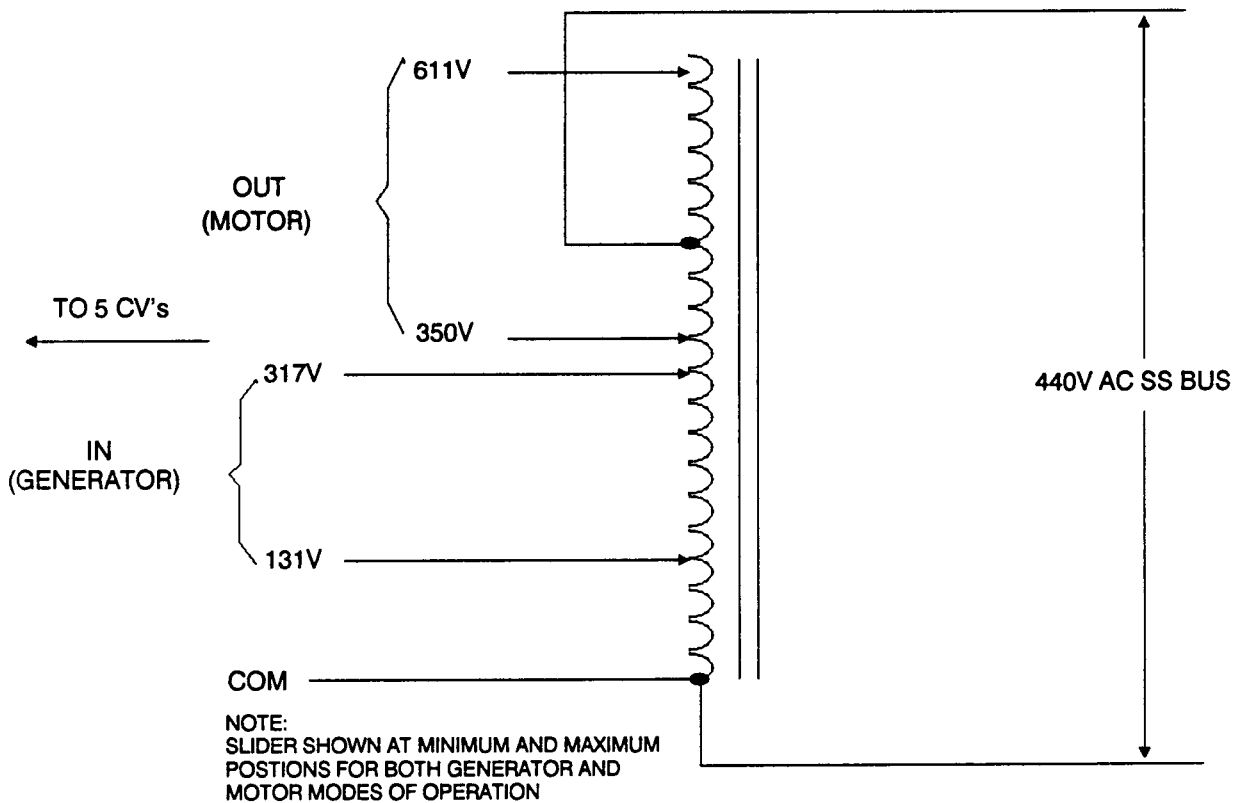 611V
OUT
(MOTOR)
TO 5 CV's
350V
317V
440V AC SS BUS
IN
(GENERATOR)
131V
COM
NOTE:
SLIDER SHOWN AT MINIMUM AND MAXIMUM
POSTIONS FOR BOTH GENERATOR AND
MOTOR MODES OF OPERATION